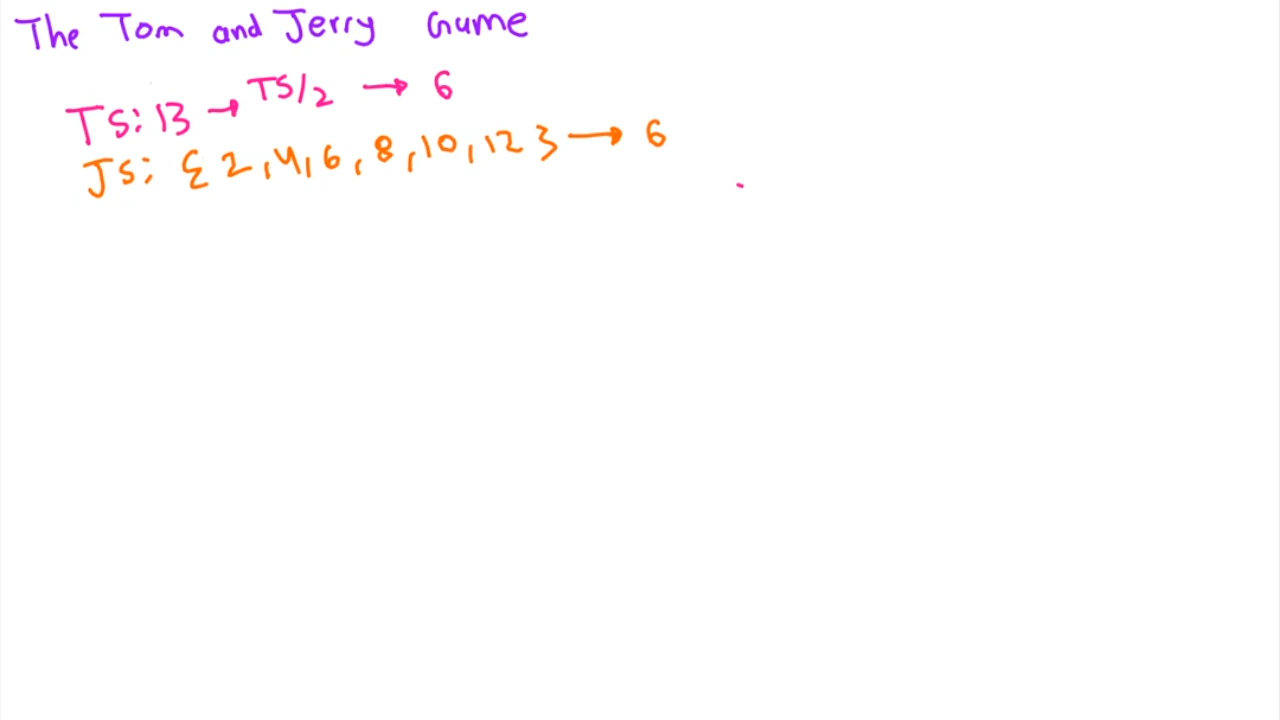 The Tom and Jerry Game
TS: 13 → TS/2 → 6
JS: { 2, 4, 6, 8, 10, 12 } → 6